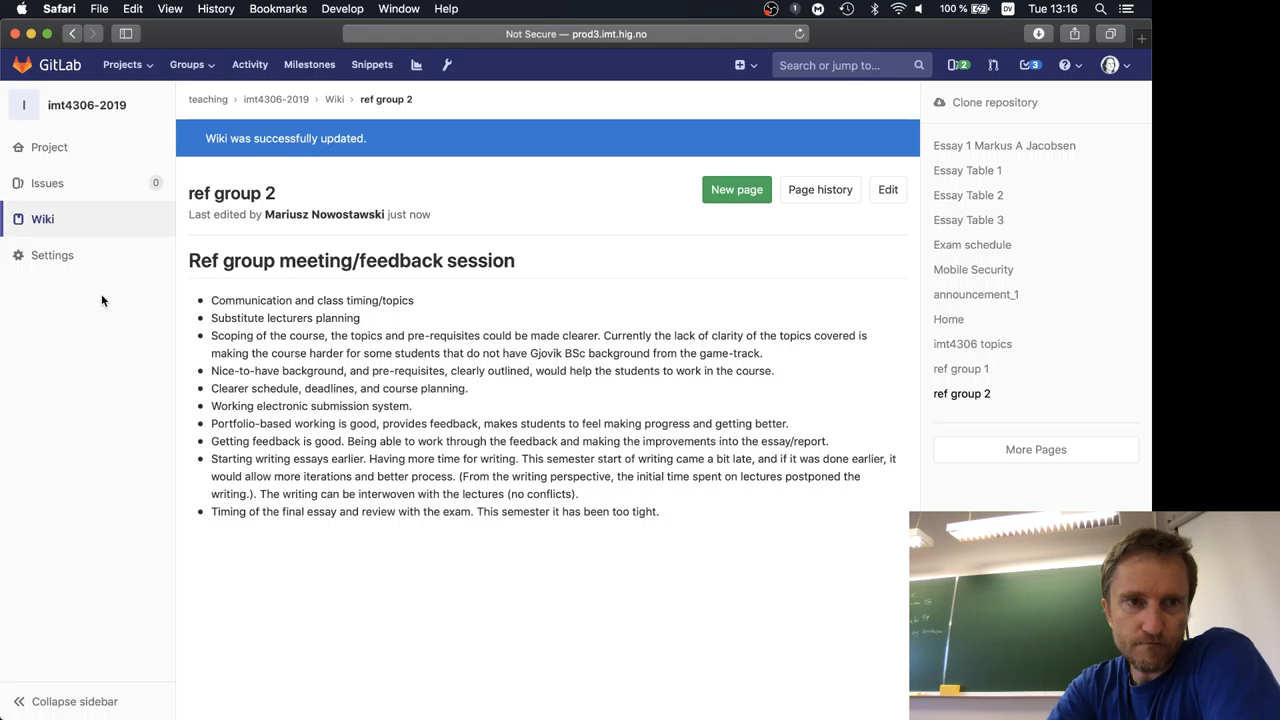 Safari File Edit View History Bookmarks Develop Window Help 1 100 % DV Tue 13:16
Not Secure — prod3.imt.hig.no
GitLab Projects Groups Activity Milestones Snippets Search or jump to... 2 3
I imt4306-2019
Project
Issues 0
Wiki
Settings
Collapse sidebar
teaching > imt4306-2019 > Wiki > ref group 2
Wiki was successfully updated.
ref group 2
New page Page history Edit
Last edited by Mariusz Nowostawski just now
Ref group meeting/feedback session
• Communication and class timing/topics
• Substitute lecturers planning
• Scoping of the course, the topics and pre-requisites could be made clearer. Currently the lack of clarity of the topics covered is
making the course harder for some students that do not have Gjovik BSc background from the game-track.
• Nice-to-have background, and pre-requisites, clearly outlined, would help the students to work in the course.
• Clearer schedule, deadlines, and course planning.
• Working electronic submission system.
• Portfolio-based working is good, provides feedback, makes students to feel making progress and getting better.
• Getting feedback is good. Being able to work through the feedback and making the improvements into the essay/report.
• Starting writing essays earlier. Having more time for writing. This semester start of writing came a bit late, and if it was done earlier, it
would allow more iterations and better process. (From the writing perspective, the initial time spent on lectures postponed the
writing.). The writing can be interwoven with the lectures (no conflicts).
• Timing of the final essay and review with the exam. This semester it has been too tight.
Clone repository
Essay 1 Markus A Jacobsen
Essay Table 1
Essay Table 2
Essay Table 3
Exam schedule
Mobile Security
announcement_1
Home
imt4306 topics
ref group 1
ref group 2
More Pages